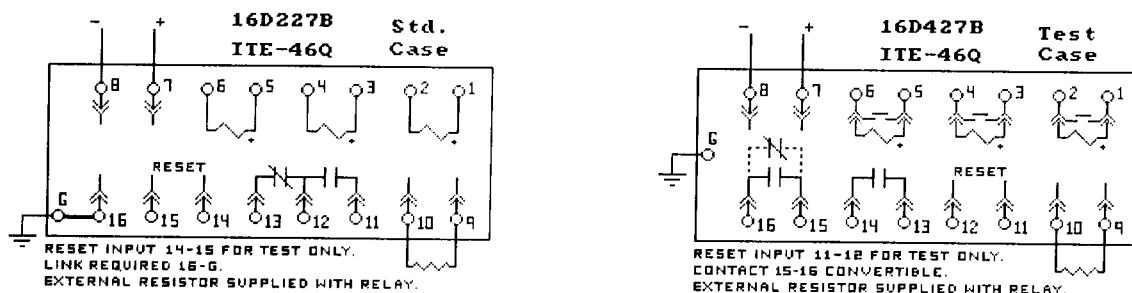 - + 16D227B Std.
ITE-46Q Case
8 7 6 5 4 3 2 1
+ + +
RESET
G 16 15 14 13 12 11 10 9
RESET INPUT 14-15 FOR TEST ONLY.
LINK REQUIRED 16-G.
EXTERNAL RESISTOR SUPPLIED WITH RELAY.
- + 16D427B Test
ITE-46Q Case
8 7 6 5 4 3 2 1
+ + +
G
RESET
16 15 14 13 12 11 10 9
RESET INPUT 11-12 FOR TEST ONLY.
CONTACT 15-16 CONVERTIBLE.
EXTERNAL RESISTOR SUPPLIED WITH RELAY.